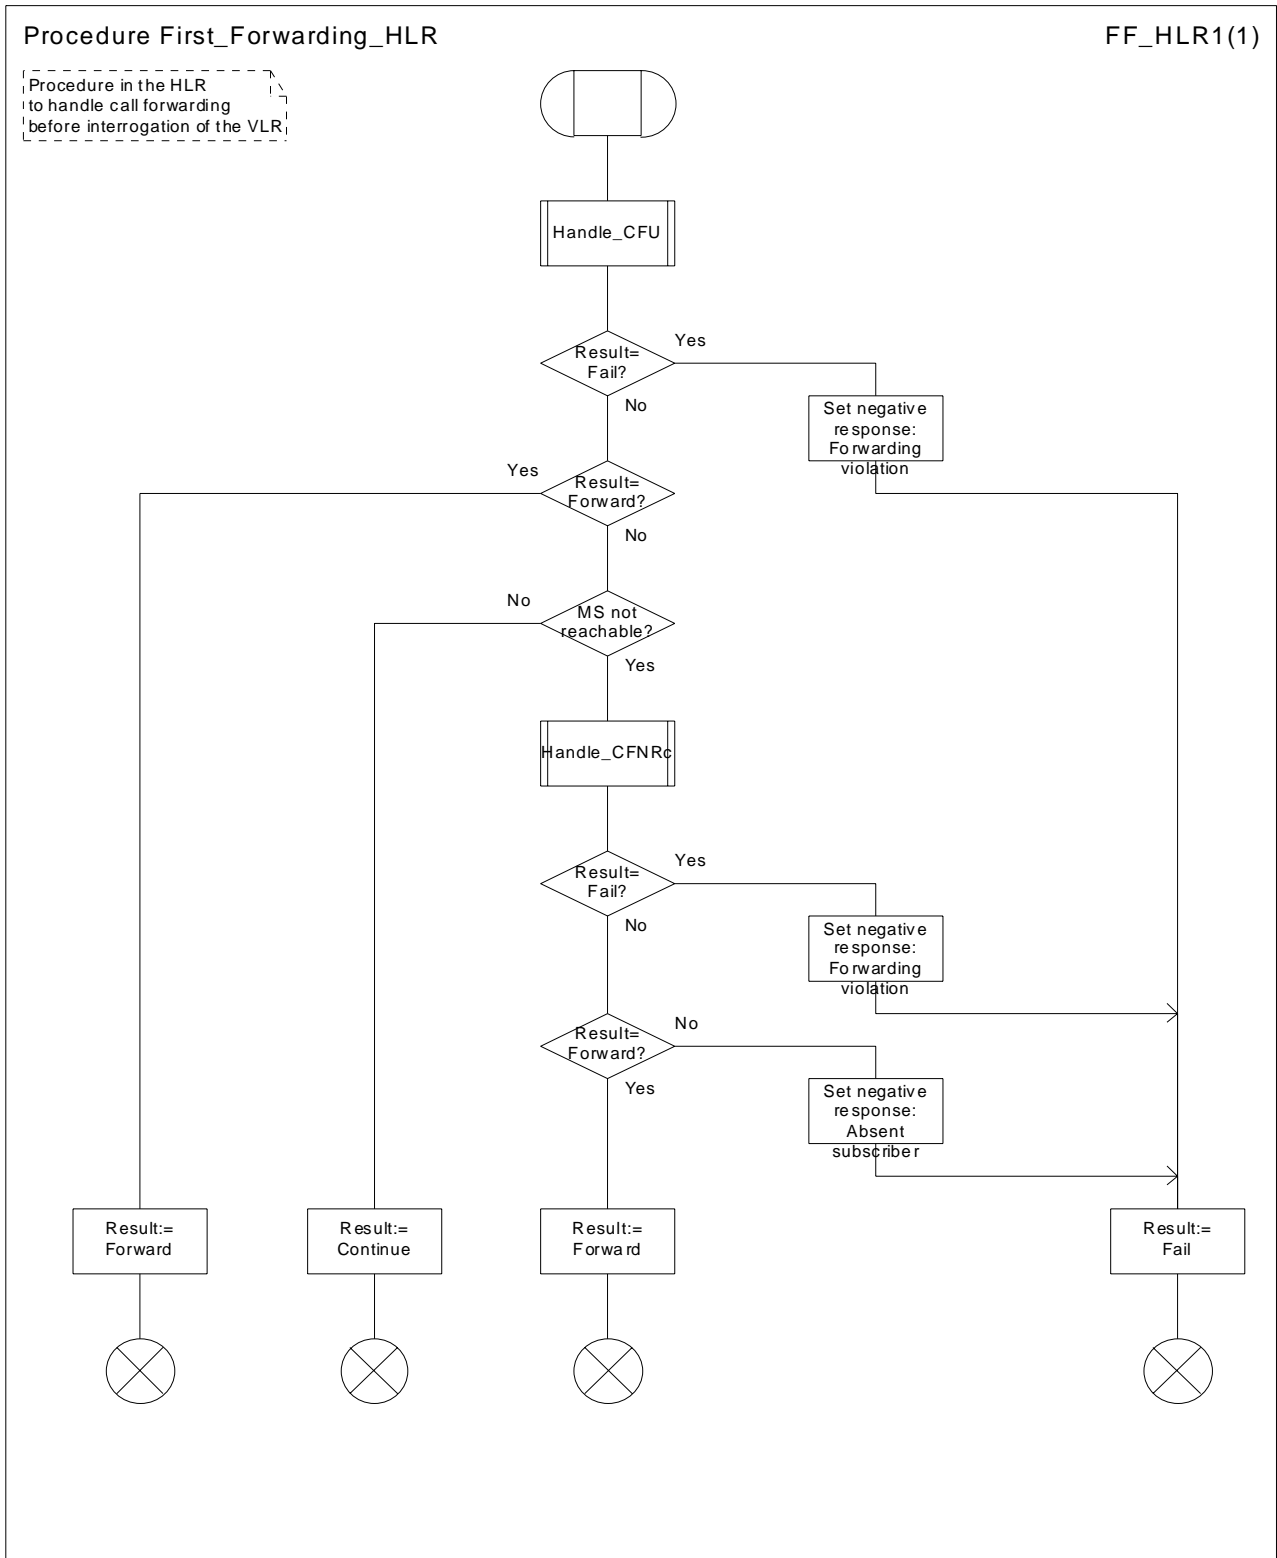 Procedure First_Forwarding_HLR
FF_HLR1(1)
Procedure in the HLR
to handle call forwarding
before interrogation of the VLR
Handle_CFU
Result=
Fail?
Yes
No
Set negative
response:
Forwarding
violation
Yes
Result=
Forward?
No
No
MS not
reachable?
Yes
Handle_CFNRc
Result=
Fail?
Yes
No
Set negative
response:
Forwarding
violation
Result=
Forward?
No
Yes
Set negative
response:
Absent
subscriber
Result:=
Forward
Result:=
Continue
Result:=
Forward
Result:=
Fail